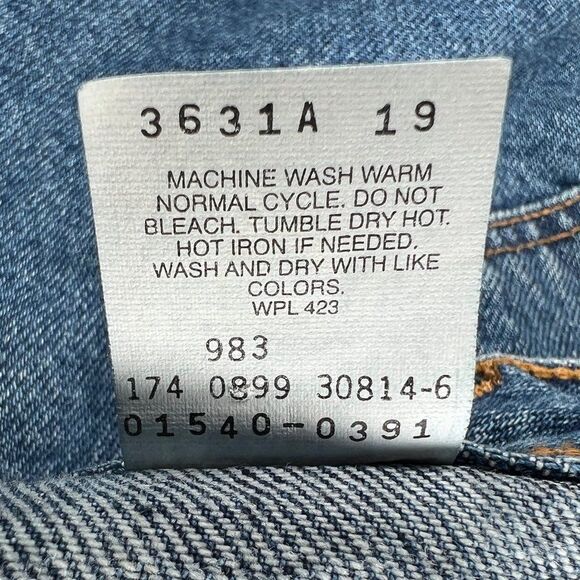 3631A 19
MACHINE WASH WARM
NORMAL CYCLE. DO NOT
BLEACH. TUMBLE DRY HOT.
HOT IRON IF NEEDED.
WASH AND DRY WITH LIKE
COLORS.
WPL 423
983
174 0899 30814-6
01540-0391